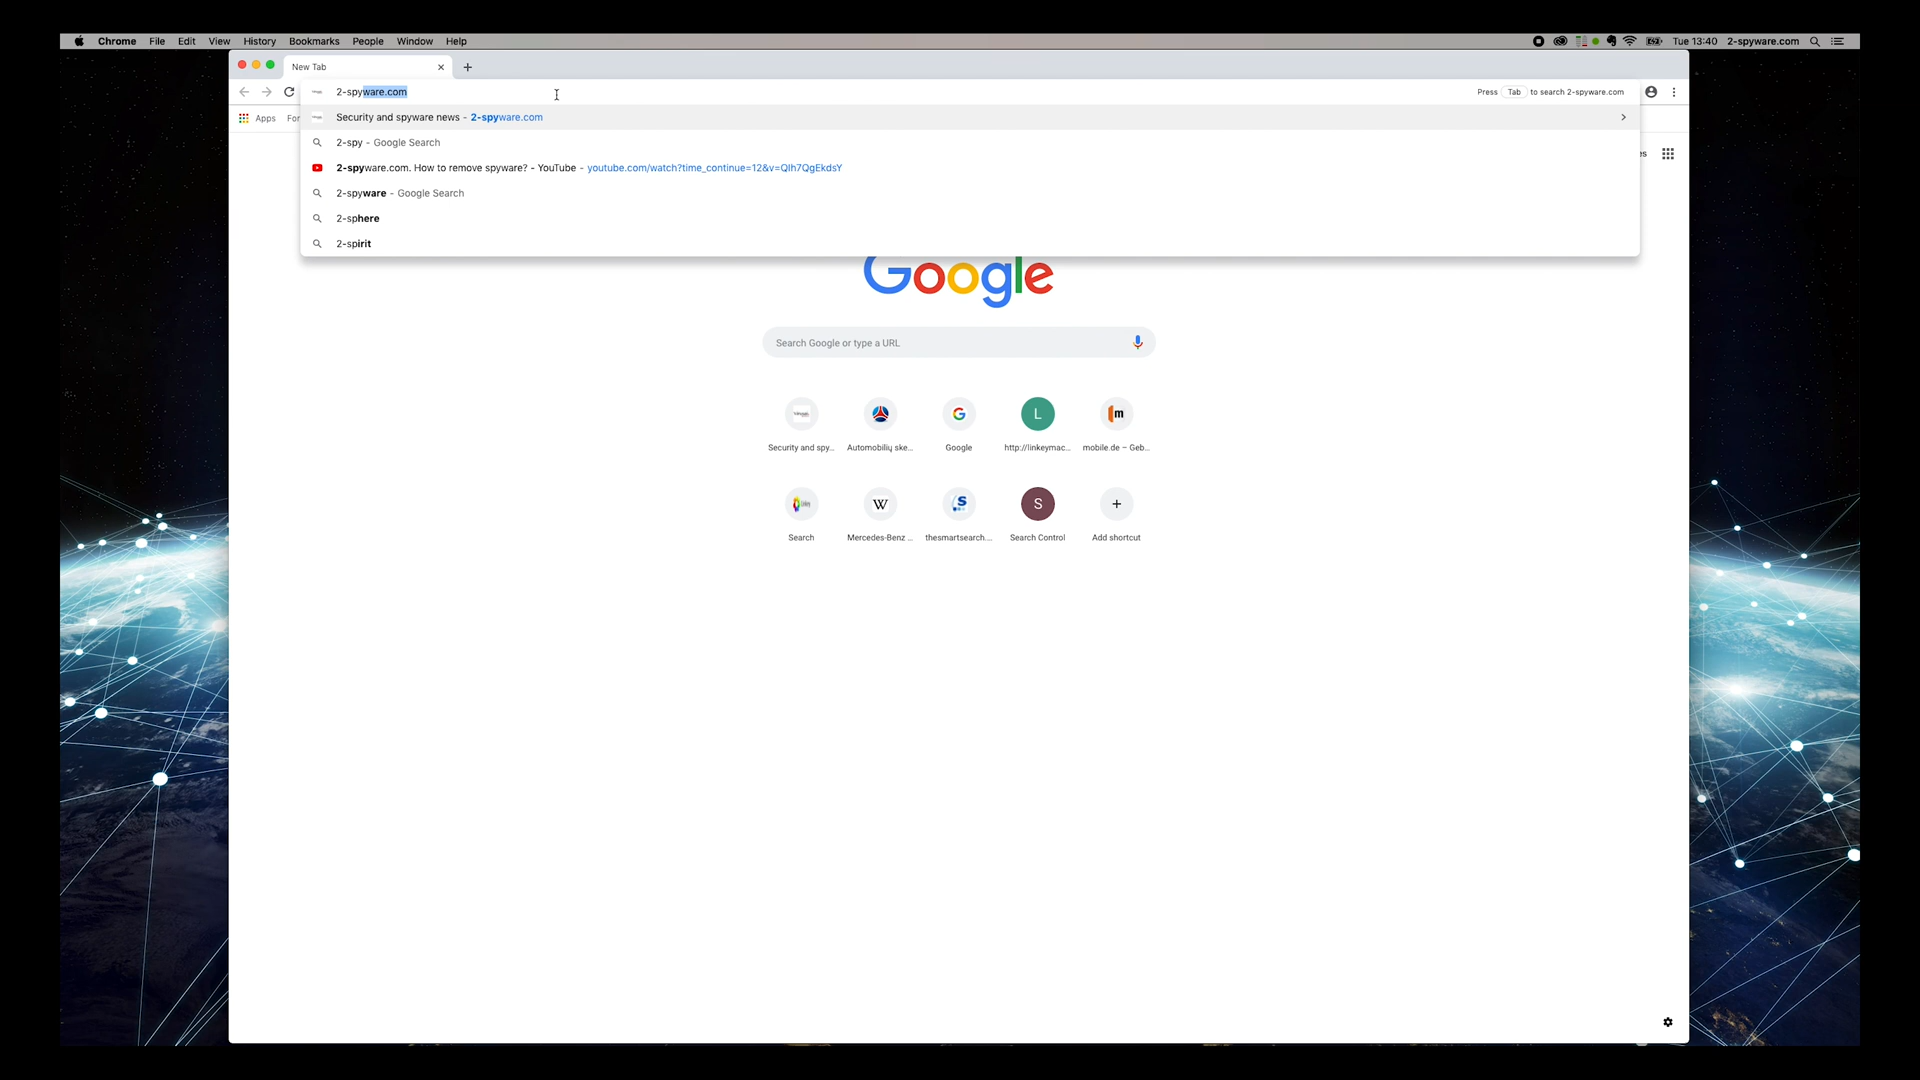 Chrome File Edit View History Bookmarks People Window Help Tue 13:40 2-spyware.com
New Tab
2-spyware.com Press Tab to search 2-spyware.com
Apps For
Security and spyware news - 2-spyware.com
2-spy - Google Search
es
2-spyware.com. How to remove spyware? - YouTube - youtube.com/watch?time_continue=12&v=QIh7QgEkdsY
2-spyware - Google Search
2-sphere
2-spirit
Google
Search Google or type a URL
L
m
Security and spy... Automobilių ske... Google http://linkeymac... mobile.de – Geb...
W
S
S
Search Mercedes-Benz ... thesmartsearch... Search Control Add shortcut